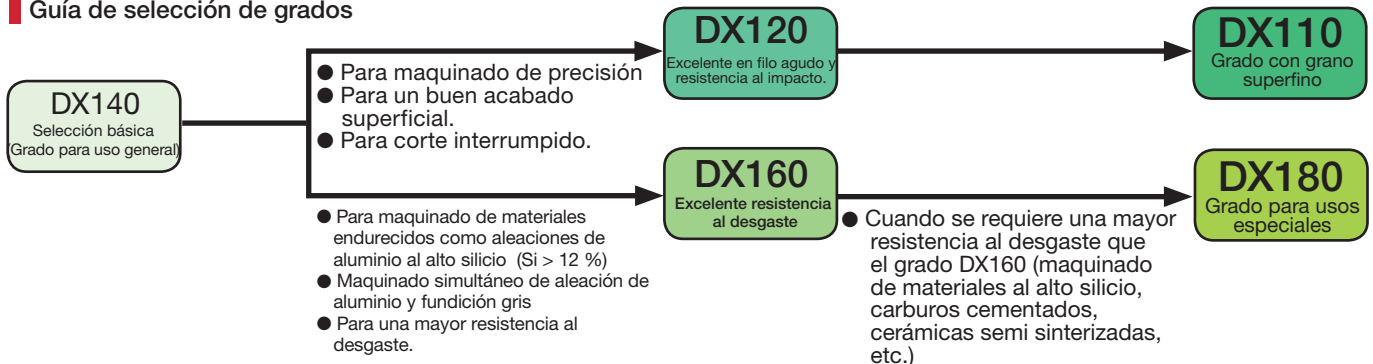 Guía de selección de grados
DX140
Selección básica
(Grado para uso general)
● Para maquinado de precisión
● Para un buen acabado
superficial.
● Para corte interrumpido.
DX120
Excelente en filo agudo y
resistencia al impacto.
DX110
Grado con grano
superfino
● Para maquinado de materiales
endurecidos como aleaciones de
aluminio al alto silicio (Si > 12 %)
● Maquinado simultáneo de aleación de
aluminio y fundición gris
● Para una mayor resistencia al
desgaste.
DX160
Excelente resistencia
al desgaste
● Cuando se requiere una mayor
resistencia al desgaste que
el grado DX160 (maquinado
de materiales al alto silicio,
carburos cementados,
cerámicas semi sinterizadas,
etc.)
DX180
Grado para usos
especiales